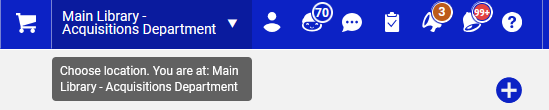 Main Library -
Acquisitions Department
70
3
99+
?
Choose location. You are at: Main
Library - Acquisitions Department